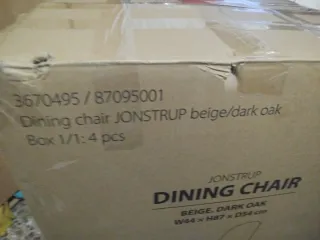 3670495 / 87095001
Dining chair JONSTRUP beige/dark oak
Box 1/1: 4 pcs
JONSTRUP
DINING CHAIR
BEIGE, DARK OAK
W44 x H87 x D54 cm